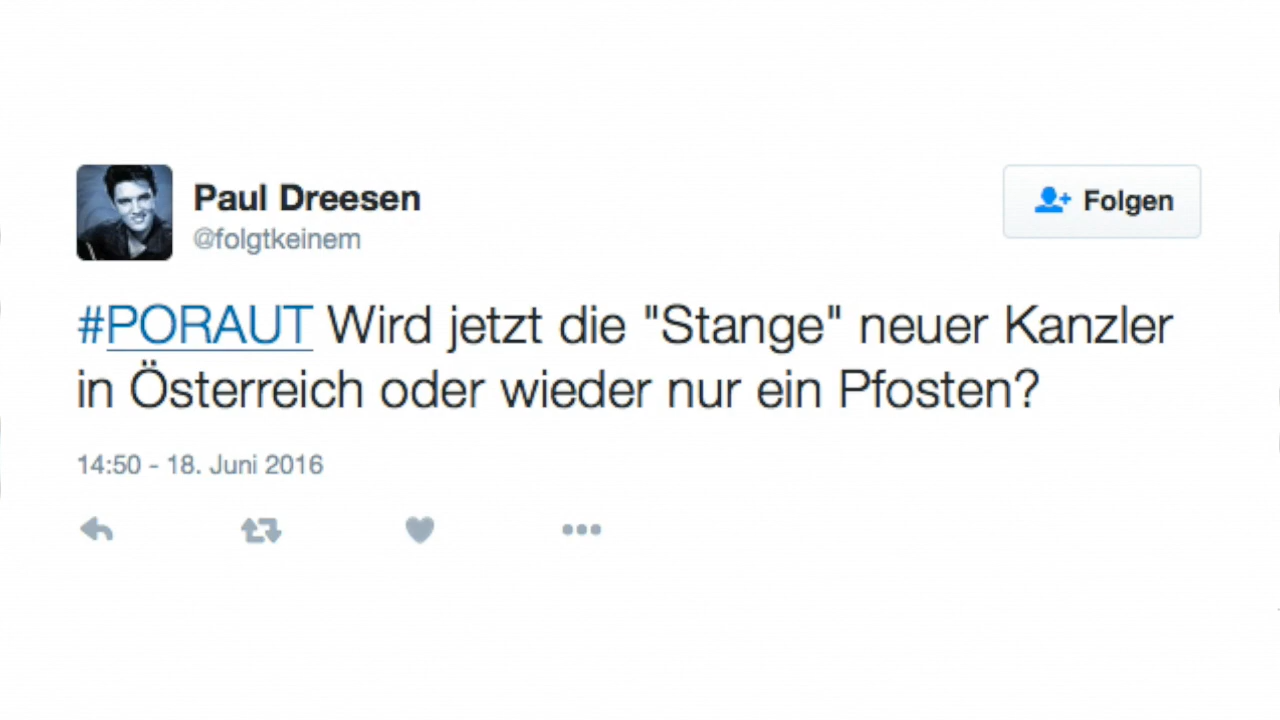 Paul Dreesen
Folgen
@folgtkeinem
#PORAUT Wird jetzt die "Stange" neuer Kanzler
in Österreich oder wieder nur ein Pfosten?
14:50 - 18. Juni 2016